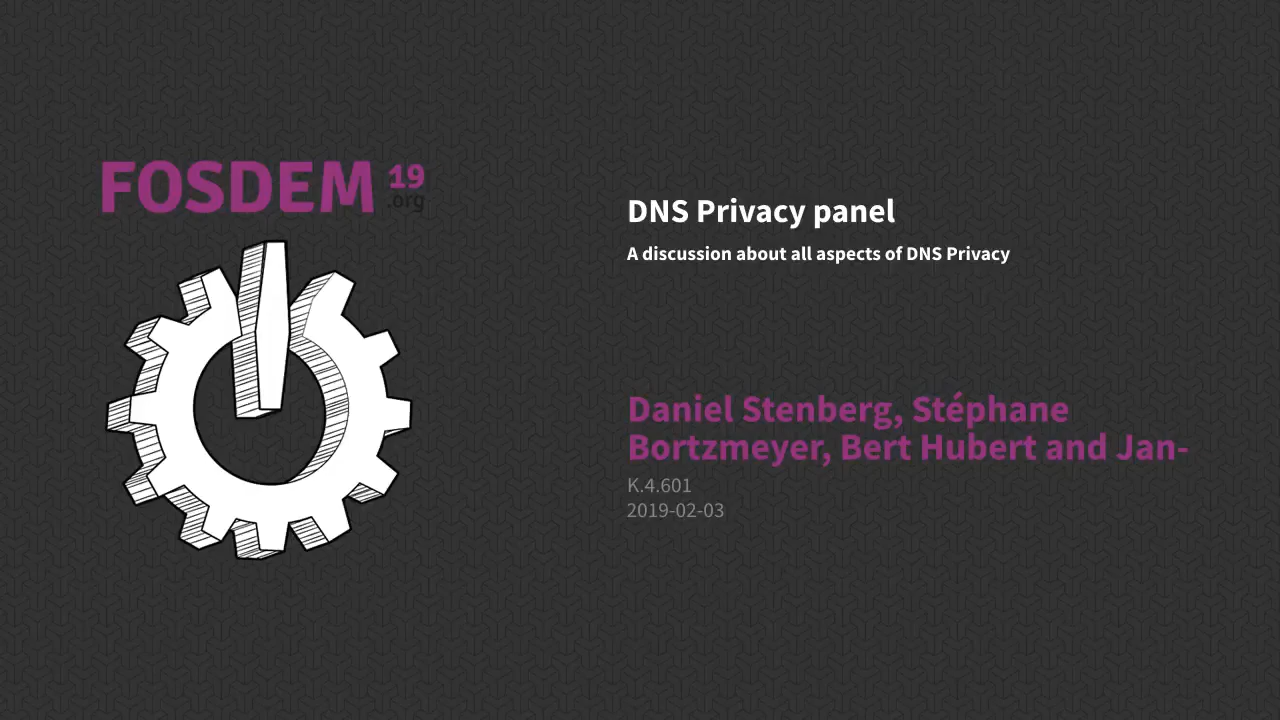 FOSDEM 19
.org
DNS Privacy panel
A discussion about all aspects of DNS Privacy
Daniel Stenberg, Stéphane
Bortzmeyer, Bert Hubert and Jan-
K.4.601
2019-02-03